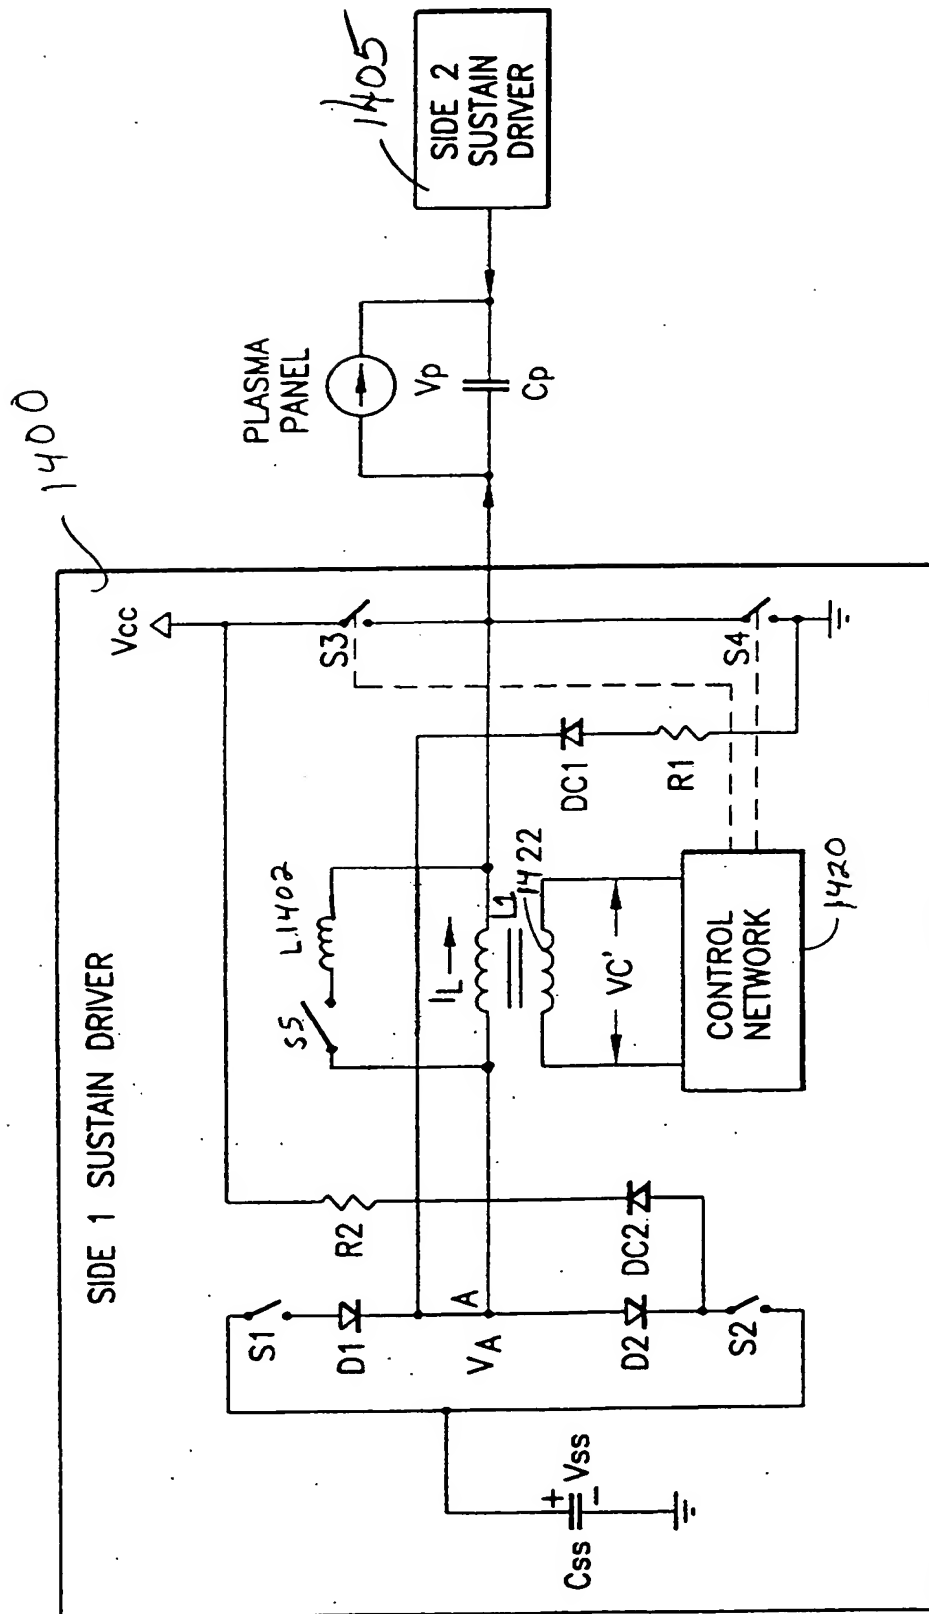 1400
SIDE 1 SUSTAIN DRIVER
Vcc
PLASMA
PANEL
1405
SIDE 2
SUSTAIN
DRIVER
S1
R2
S5
L1402
S3
D1
A
VA
IL
L1
1422
Vp
Cp
Css
+
Vss
−
D2
DC2
VC'
DC1
S2
R1
S4
CONTROL
NETWORK
1420